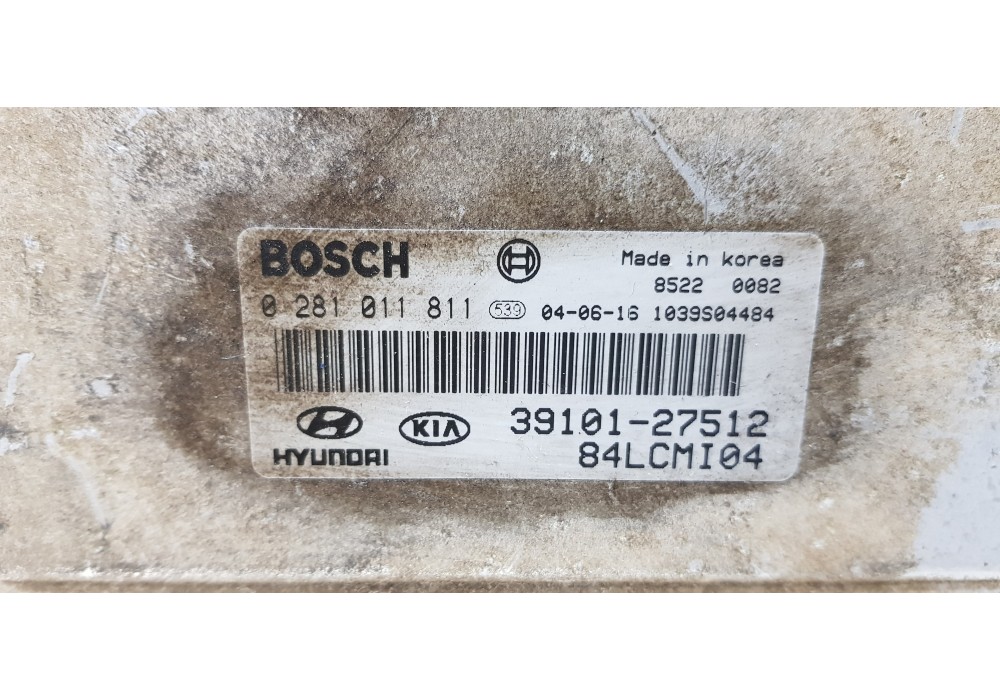 BOSCH
Made in korea
8522 0082
0 281 011 811 539 04-06-16 1039S04484
HYUNDAI
KIA
39101-27512
84LCMI04